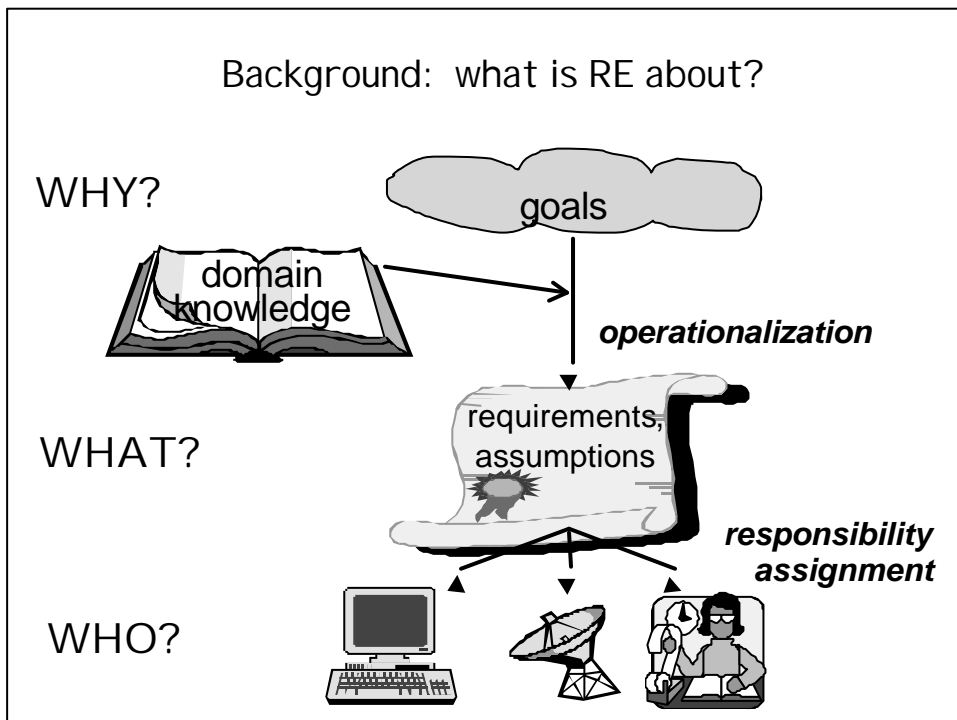 Background: what is RE about?
WHY?
goals
domain
knowledge
operationalization
WHAT?
requirements,
assumptions
responsibility
assignment
WHO?